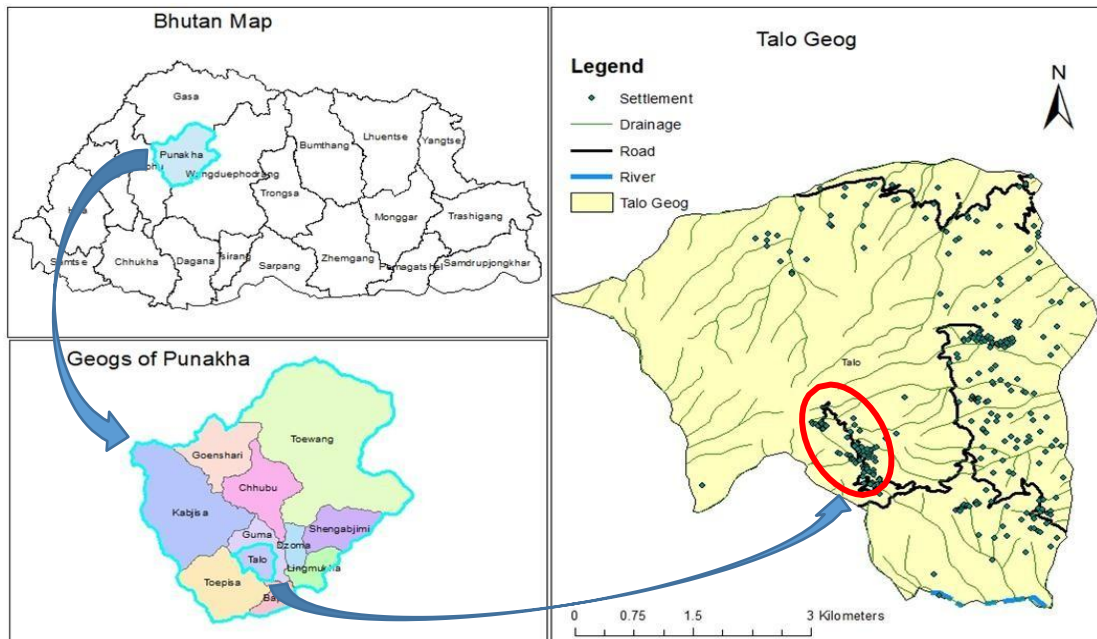 Bhutan Map
Gasa
Punakha
Wangduephodrang
Bumthang
Lhuentse
Yangtse
Trongsa
Monggar
Trashigang
Samtse
Chhukha
Dagana
Tsirang
Sarpang
Zhemgang
Pemagatshel
Samdrupjongkhar
Geogs of Punakha
Toewang
Goenshari
Chhubu
Kabjisa
Guma
Dzoma
Shengabjimi
Talo
Lingmukha
Toepisa
Talo Geog
Legend
N
Settlement
Drainage
Road
River
Talo Geog
Talo
0 0.75 1.5 3 Kilometers